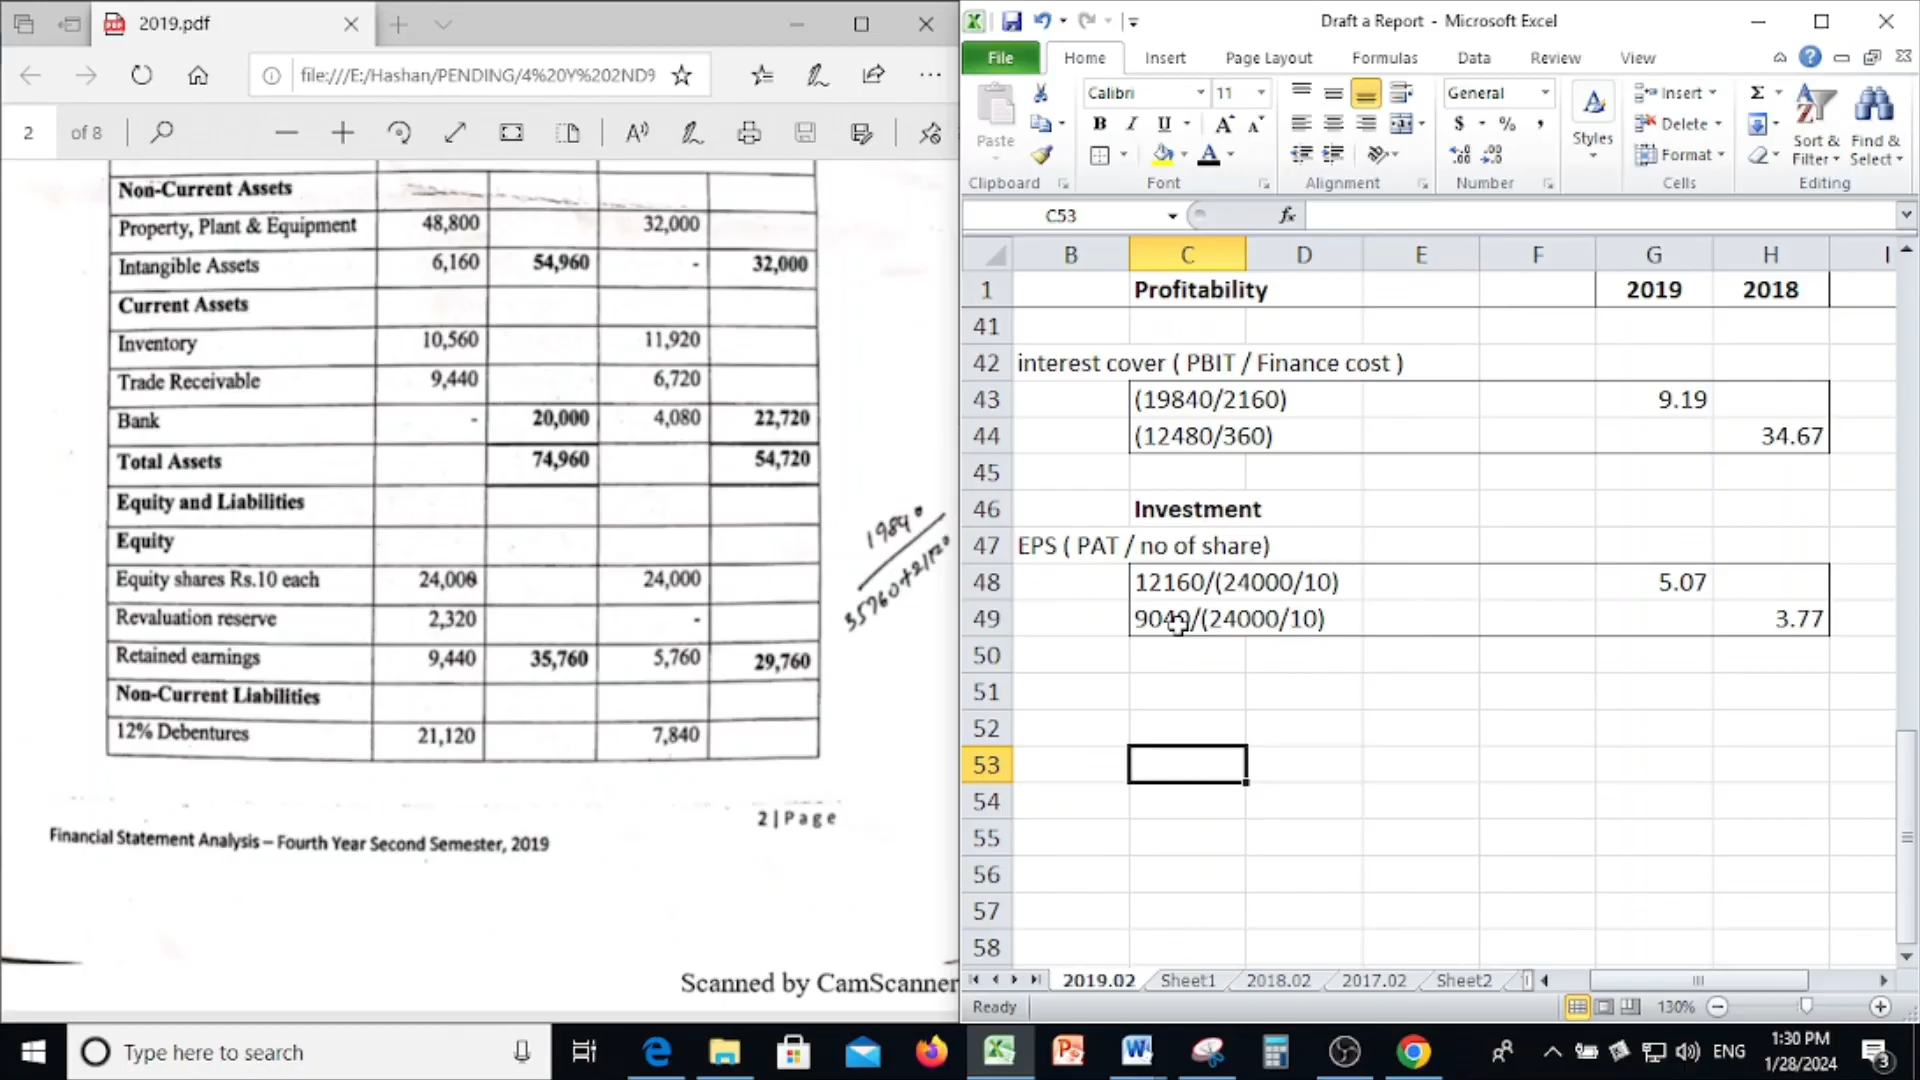 2019.pdf
file:///E:/Hashan/PENDING/4%20Y%202ND9
2 of 8
Non-Current Assets
Property, Plant & Equipment 48,800 32,000
Intangible Assets 6,160 54,960 - 32,000
Current Assets
Inventory 10,560 11,920
Trade Receivable 9,440 6,720
Bank - 20,000 4,080 22,720
Total Assets 74,960 54,720
Equity and Liabilities
Equity
Equity shares Rs.10 each 24,000 24,000
Revaluation reserve 2,320 -
Retained earnings 9,440 35,760 5,760 29,760
Non-Current Liabilities
12% Debentures 21,120 7,840
19840
35760+21120
2 | Page
Financial Statement Analysis – Fourth Year Second Semester, 2019
Scanned by CamScanner
Draft a Report - Microsoft Excel
File Home Insert Page Layout Formulas Data Review View
Calibri 11 General
Paste
B I U A A $ % ,
Styles
Insert
Delete
Format
Sort & Filter
Find & Select
Clipboard Font Alignment Number Cells Editing
C53 fx
B C D E F G H I
1 Profitability 2019 2018
41
42 interest cover ( PBIT / Finance cost )
43 (19840/2160) 9.19
44 (12480/360) 34.67
45
46 Investment
47 EPS ( PAT / no of share)
48 12160/(24000/10) 5.07
49 9040/(24000/10) 3.77
50
51
52
53
54
55
56
57
58
2019.02 Sheet1 2018.02 2017.02 Sheet2
Ready 130%
Type here to search
ENG
1:30 PM
1/28/2024
3